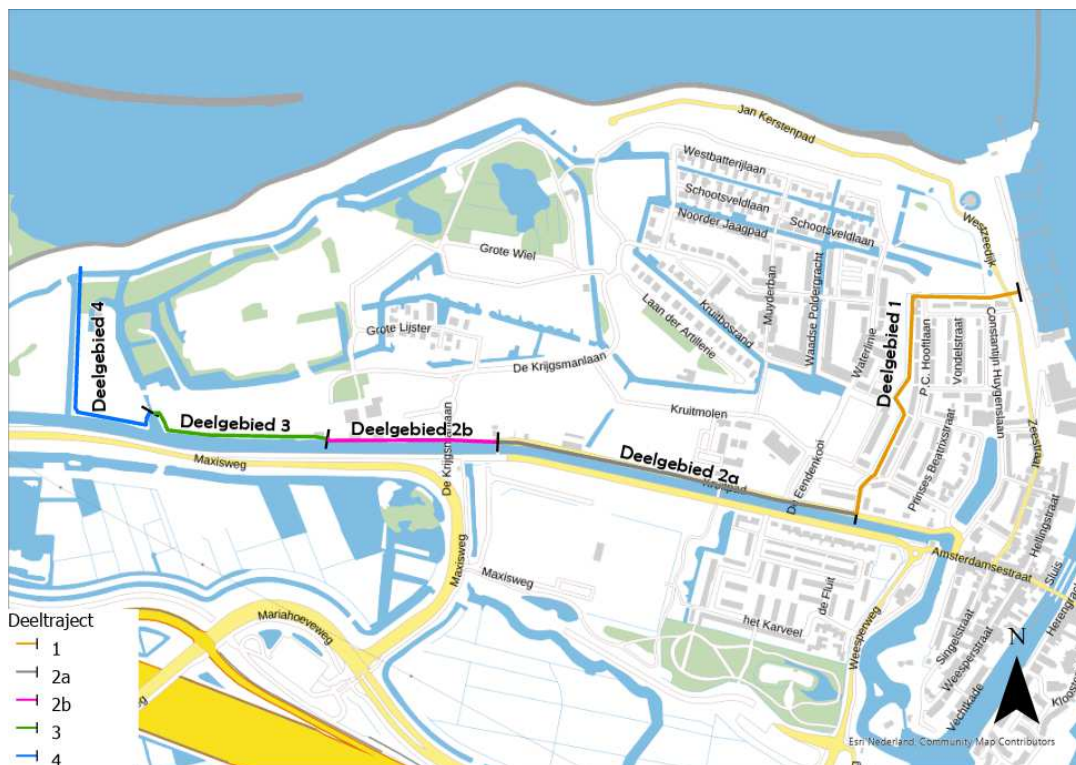 Jan Kerstenpad
Westbatterijlaan
Schootsveldlaan
Noorder Jaagpad
Schootsveldlaan
Westzeedijk
Grote Wiel
Muyderban
Waadse Poldergracht
Kruitbosrand
Laan der Artillerie
Waterlinie
Deelgebied 1
P.C. Hooftlaan
Vondelstraat
Constantijn Huygenslaan
Zeestraat
Grote Lijster
De Krijgsmanlaan
Kruitmolen
Deelgebied 4
Deelgebied 3
Deelgebied 2b
De Krijgsmanlaan
Deelgebied 2a
De Eendenkooi
Prinses Beatrixstraat
Maxisweg
Maxisweg
Maxisweg
Hellingstraat
Sluis
Amsterdamsestraat
Herengracht
de Fluit
het Karveel
Weesperweg
Singelstraat
Weesperstraat
Vechtkade
Mariahoeveweg
N
Deeltraject
1
2a
2b
3
4
Esri Nederland, Community Map Contributors